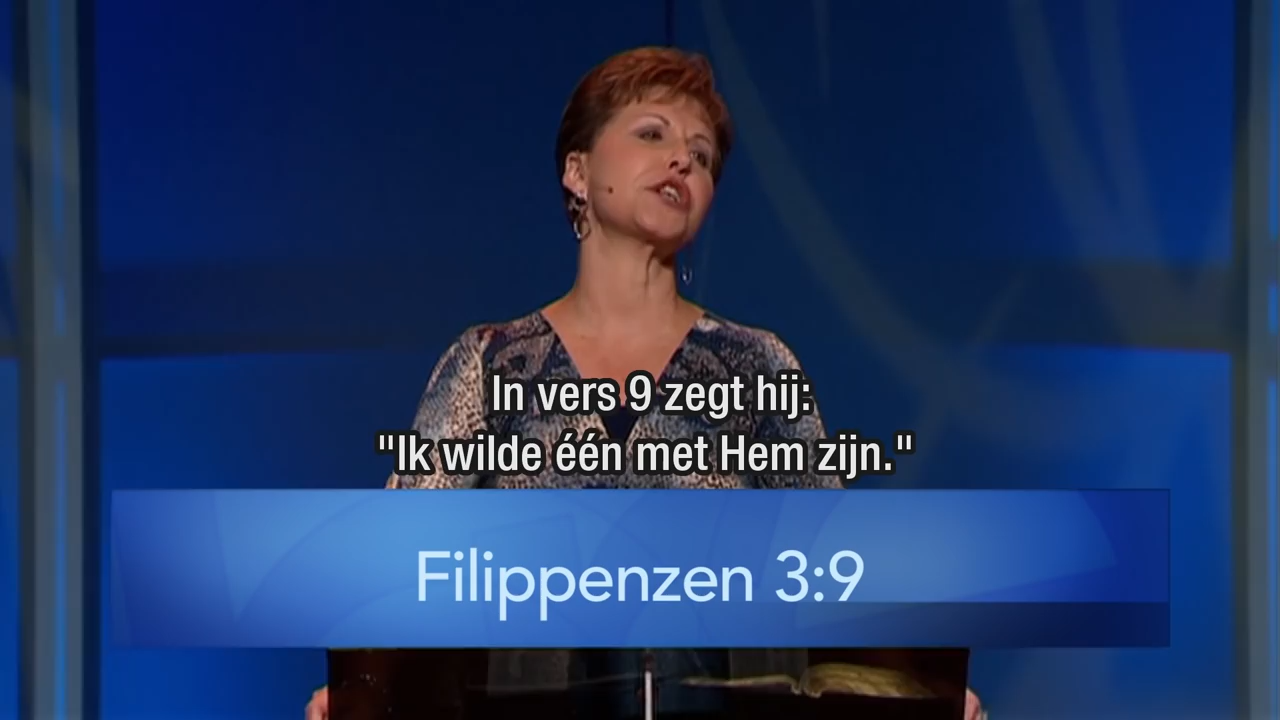 In vers 9 zegt hij:
"Ik wilde één met Hem zijn."
Filippenzen 3:9